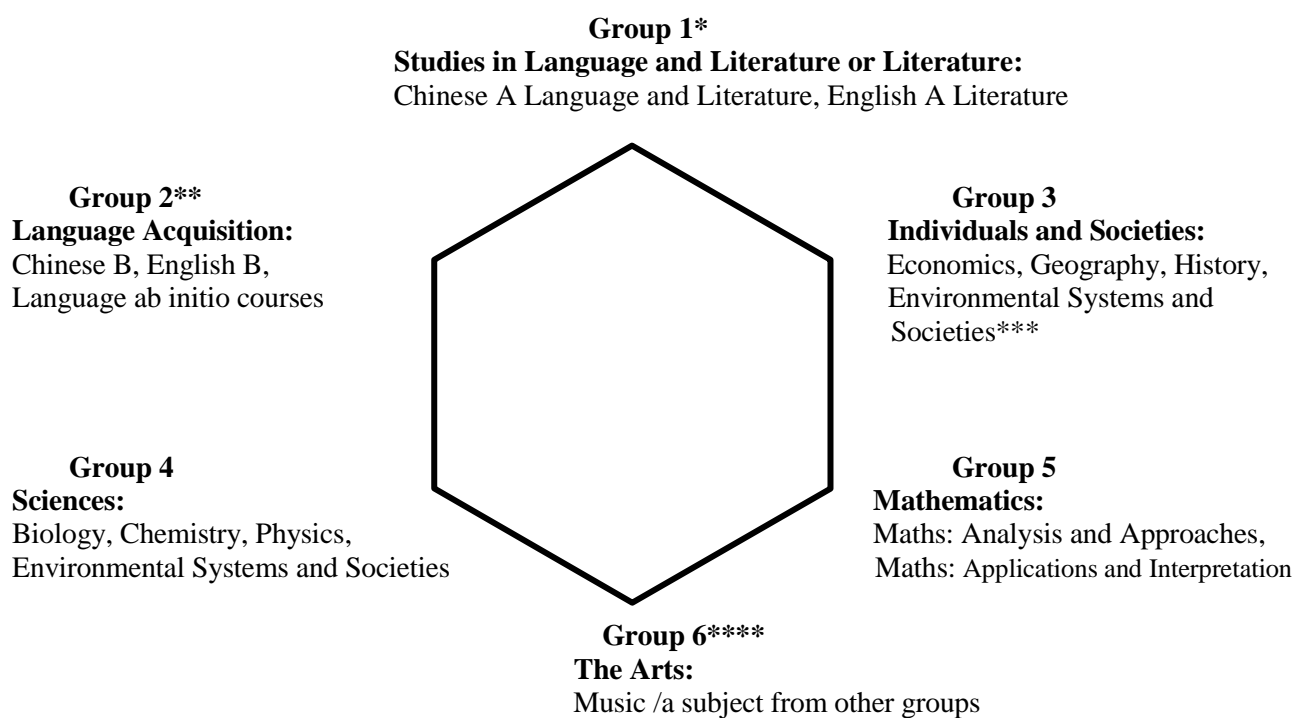 Group 1*
Studies in Language and Literature or Literature:
Chinese A Language and Literature, English A Literature
Group 2**
Language Acquisition:
Chinese B, English B,
Language ab initio courses
Group 3
Individuals and Societies:
Economics, Geography, History,
Environmental Systems and
Societies***
Group 4
Sciences:
Biology, Chemistry, Physics,
Environmental Systems and Societies
Group 5
Mathematics:
Maths: Analysis and Approaches,
Maths: Applications and Interpretation
Group 6****
The Arts:
Music /a subject from other groups